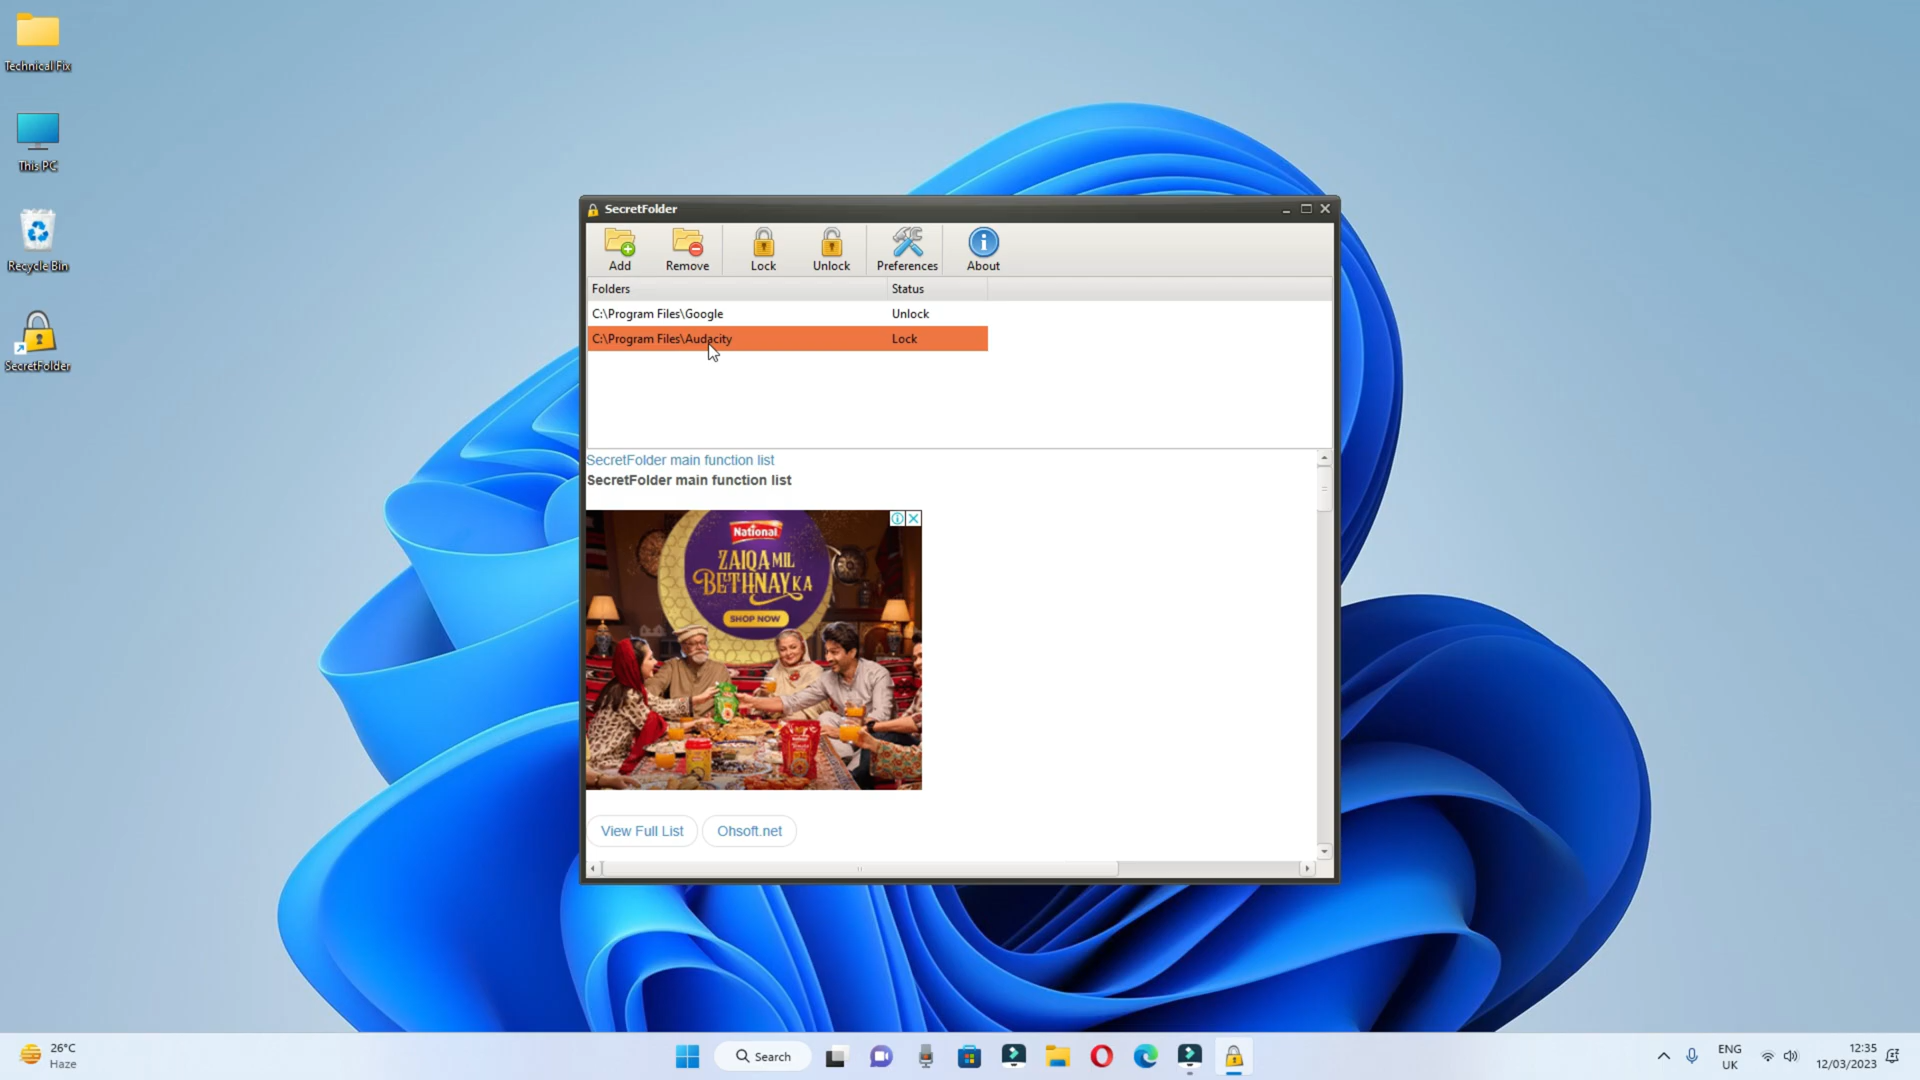 Technical Fix
This PC
Recycle Bin
SecretFolder
SecretFolder
Add
Remove
Lock
Unlock
Preferences
About
Folders
Status
C:\Program Files\Google
Unlock
C:\Program Files\Audacity
Lock
SecretFolder main function list
SecretFolder main function list
National
ZAIQA MIL
BETHNAY KA
SHOP NOW
View Full List
Ohsoft.net
26°C
Haze
Search
ENG
UK
12:35
12/03/2023